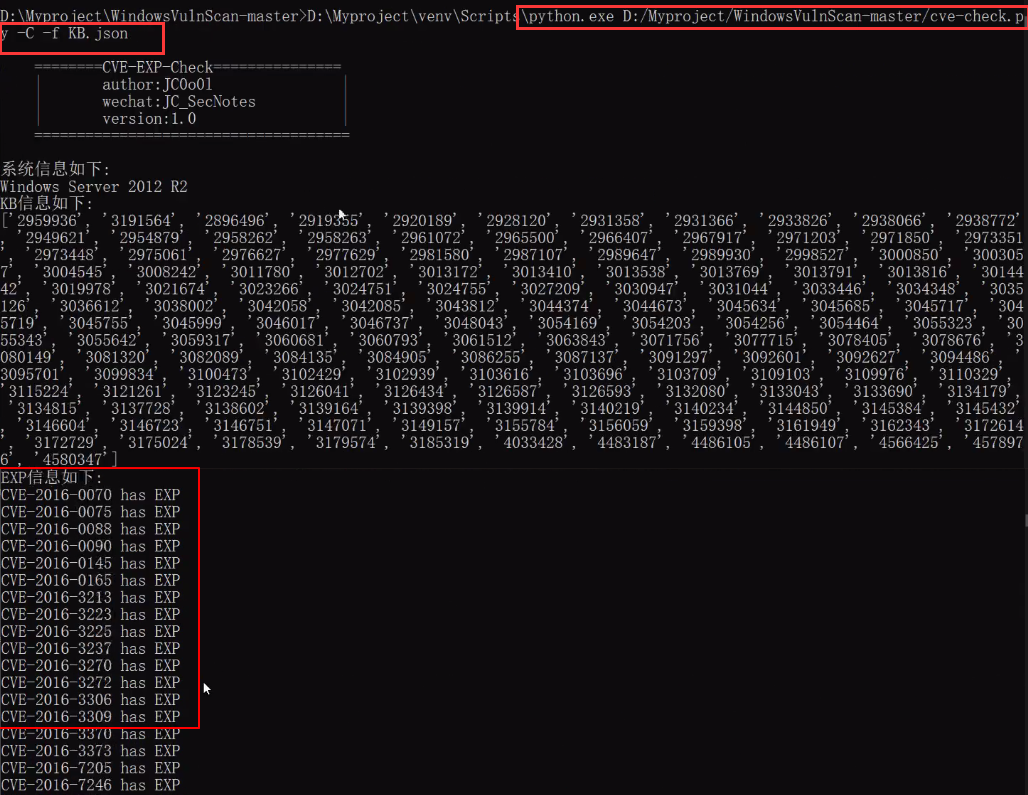 D:\Myproject\WindowsVulnScan-master>D:\Myproject\venv\Scripts\python.exe D:/Myproject/WindowsVulnScan-master/cve-check.p
y -C -f KB.json
========CVE-EXP-Check===============
| author:JC0o0l |
| wechat:JC_SecNotes |
| version:1.0 |
=====================================
系统信息如下:
Windows Server 2012 R2
KB信息如下:
['2959936', '3191564', '2896496', '2919355', '2920189', '2928120', '2931358', '2931366', '2933826', '2938066', '2938772'
, '2949621', '2954879', '2958262', '2958263', '2961072', '2965500', '2966407', '2967917', '2971203', '2971850', '2973351
', '2973448', '2975061', '2976627', '2977629', '2981580', '2987107', '2989647', '2989930', '2998527', '3000850', '300305
7', '3004545', '3008242', '3011780', '3012702', '3013172', '3013410', '3013538', '3013769', '3013791', '3013816', '30144
42', '3019978', '3021674', '3023266', '3024751', '3024755', '3027209', '3030947', '3031044', '3033446', '3034348', '3035
126', '3036612', '3038002', '3042058', '3042085', '3043812', '3044374', '3044673', '3045634', '3045685', '3045717', '304
5719', '3045755', '3045999', '3046017', '3046737', '3048043', '3054169', '3054203', '3054256', '3054464', '3055323', '30
55343', '3055642', '3059317', '3060681', '3060793', '3061512', '3063843', '3071756', '3077715', '3078405', '3078676', '3
080149', '3081320', '3082089', '3084135', '3084905', '3086255', '3087137', '3091297', '3092601', '3092627', '3094486', '
3095701', '3099834', '3100473', '3102429', '3102939', '3103616', '3103696', '3103709', '3109103', '3109976', '3110329',
'3115224', '3121261', '3123245', '3126041', '3126434', '3126587', '3126593', '3132080', '3133043', '3133690', '3134179',
'3134815', '3137728', '3138602', '3139164', '3139398', '3139914', '3140219', '3140234', '3144850', '3145384', '3145432'
, '3146604', '3146723', '3146751', '3147071', '3149157', '3155784', '3156059', '3159398', '3161949', '3162343', '3172614
', '3172729', '3175024', '3178539', '3179574', '3185319', '4033428', '4483187', '4486105', '4486107', '4566425', '457897
6', '4580347']
EXP信息如下:
CVE-2016-0070 has EXP
CVE-2016-0075 has EXP
CVE-2016-0088 has EXP
CVE-2016-0090 has EXP
CVE-2016-0145 has EXP
CVE-2016-0165 has EXP
CVE-2016-3213 has EXP
CVE-2016-3223 has EXP
CVE-2016-3225 has EXP
CVE-2016-3237 has EXP
CVE-2016-3270 has EXP
CVE-2016-3272 has EXP
CVE-2016-3306 has EXP
CVE-2016-3309 has EXP
CVE-2016-3370 has EXP
CVE-2016-3373 has EXP
CVE-2016-7205 has EXP
CVE-2016-7246 has EXP